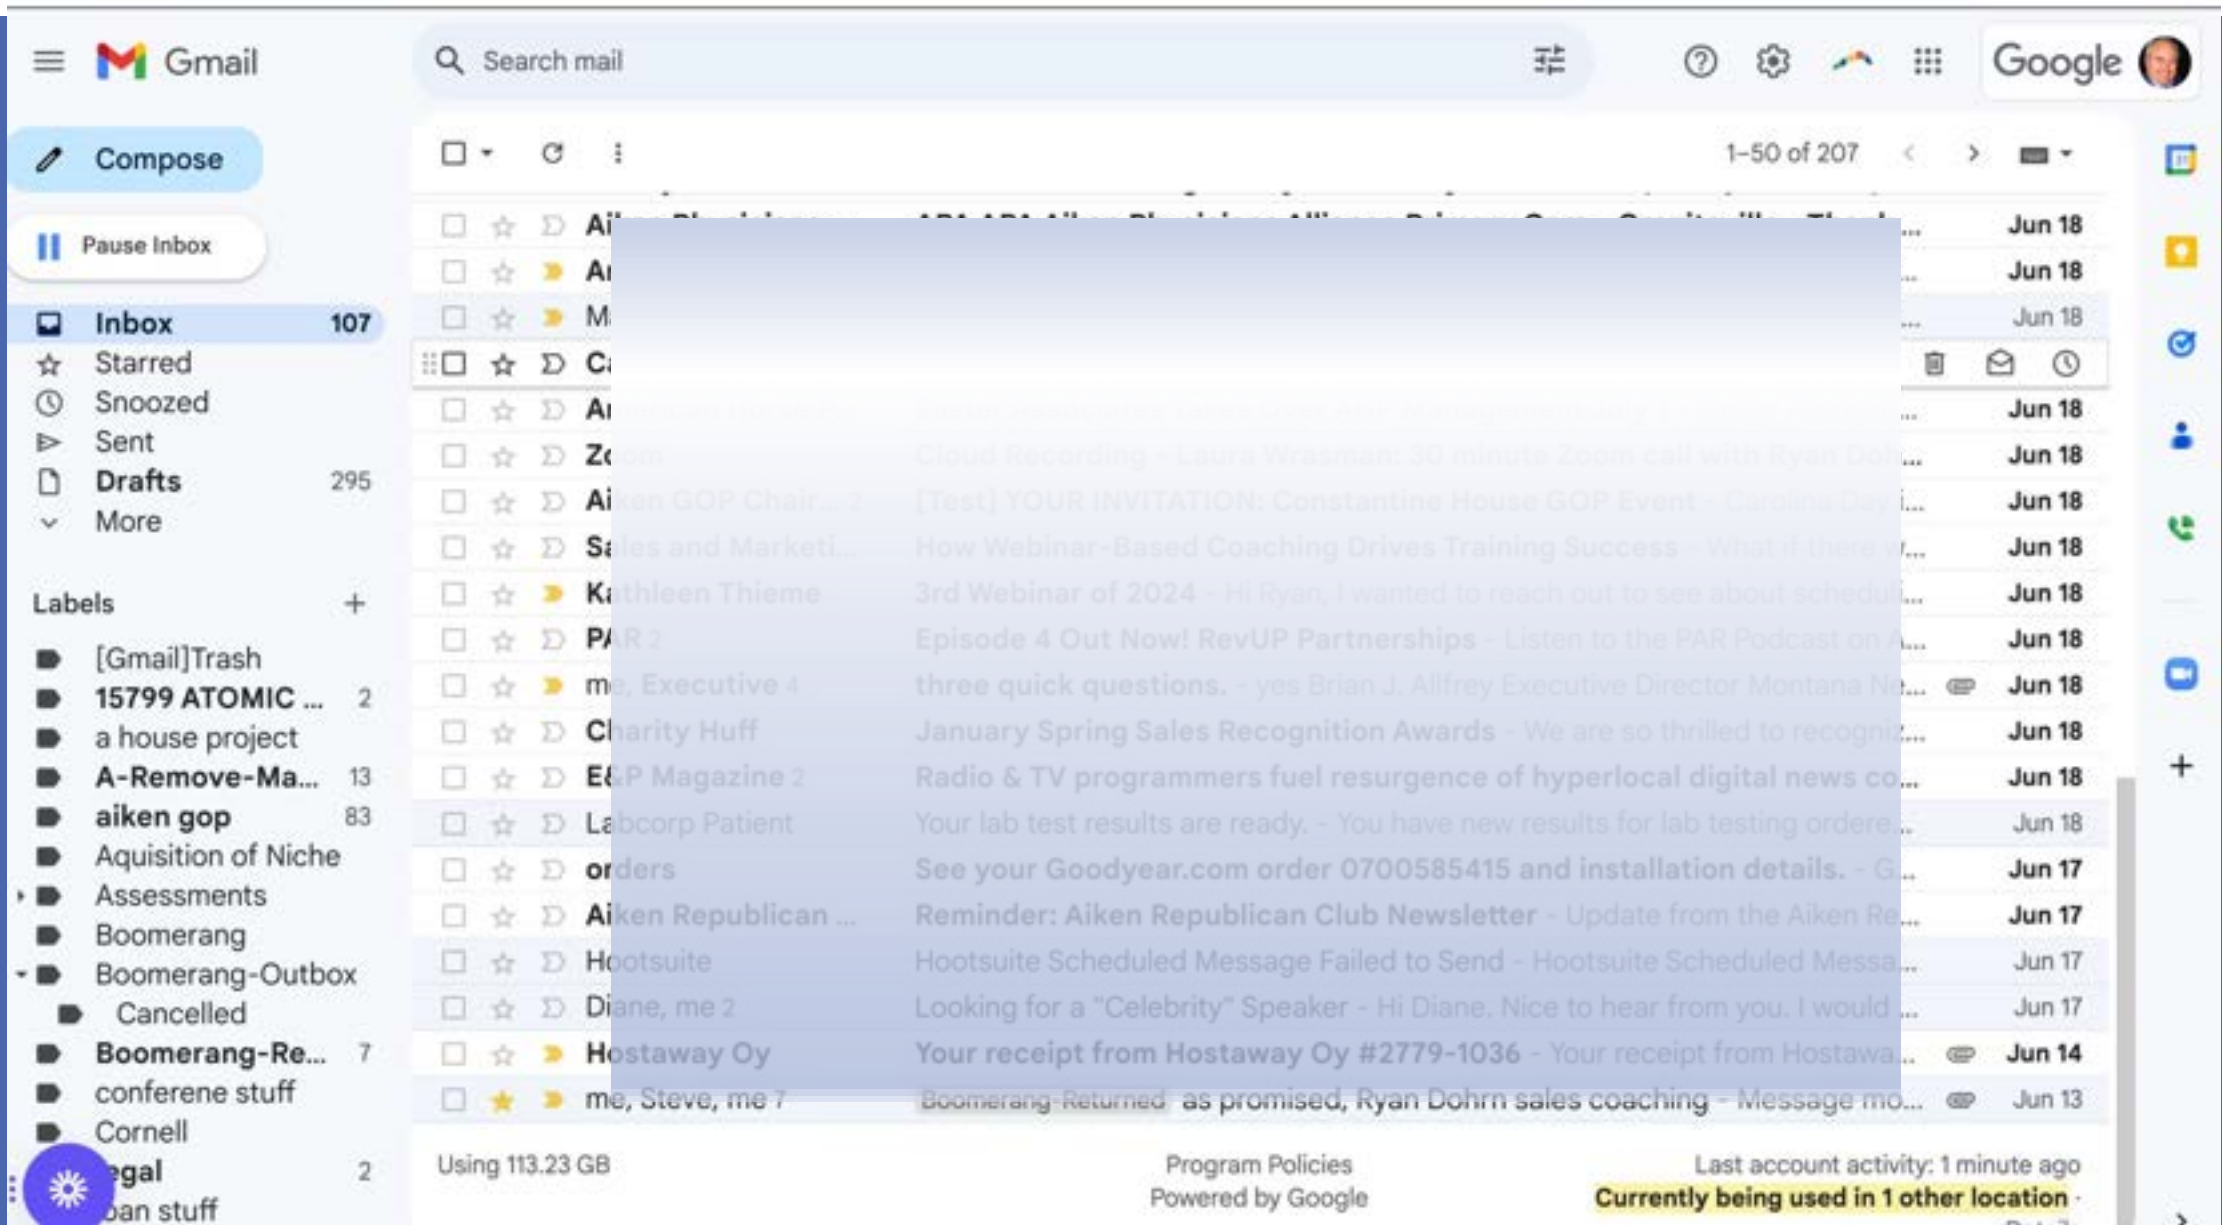 Gmail
Search mail
Google
Compose
1–50 of 207
Pause Inbox
Jun 18
Jun 18
Inbox 107
Jun 18
Starred
Snoozed
Jun 18
Sent
Zoom Cloud Recording - Laura Wrasman: 30 minute Zoom call with Ryan Doh... Jun 18
Drafts 295
Aiken GOP Chair... 2 [Test] YOUR INVITATION: Constantine House GOP Event - Carolina Day i... Jun 18
More
Sales and Marketi... How Webinar-Based Coaching Drives Training Success - What if there w... Jun 18
Kathleen Thieme 3rd Webinar of 2024 - Hi Ryan, I wanted to reach out to see about scheduli... Jun 18
Labels +
PAR 2 Episode 4 Out Now! RevUP Partnerships - Listen to the PAR Podcast on A... Jun 18
[Gmail]Trash
me, Executive 4 three quick questions. - yes Brian J. Allfrey Executive Director Montana Ne... Jun 18
15799 ATOMIC ... 2
Charity Huff January Spring Sales Recognition Awards - We are so thrilled to recogniz... Jun 18
a house project
E&P Magazine 2 Radio & TV programmers fuel resurgence of hyperlocal digital news co... Jun 18
A-Remove-Ma... 13
aiken gop 83
Labcorp Patient Your lab test results are ready. - You have new results for lab testing ordere... Jun 18
Aquisition of Niche
orders See your Goodyear.com order 0700585415 and installation details. - G... Jun 17
Assessments
Aiken Republican ... Reminder: Aiken Republican Club Newsletter - Update from the Aiken Re... Jun 17
Boomerang
Hootsuite Hootsuite Scheduled Message Failed to Send - Hootsuite Scheduled Messa... Jun 17
Boomerang-Outbox
Diane, me 2 Looking for a "Celebrity" Speaker - Hi Diane. Nice to hear from you. I would ... Jun 17
Cancelled
Hostaway Oy Your receipt from Hostaway Oy #2779-1036 - Your receipt from Hostawa... Jun 14
Boomerang-Re... 7
me, Steve, me 7 Boomerang-Returned as promised, Ryan Dohrn sales coaching - Message mo... Jun 13
conferene stuff
Cornell
egal 2
Using 113.23 GB
Program Policies
Last account activity: 1 minute ago
Powered by Google
Currently being used in 1 other location ·
stuff